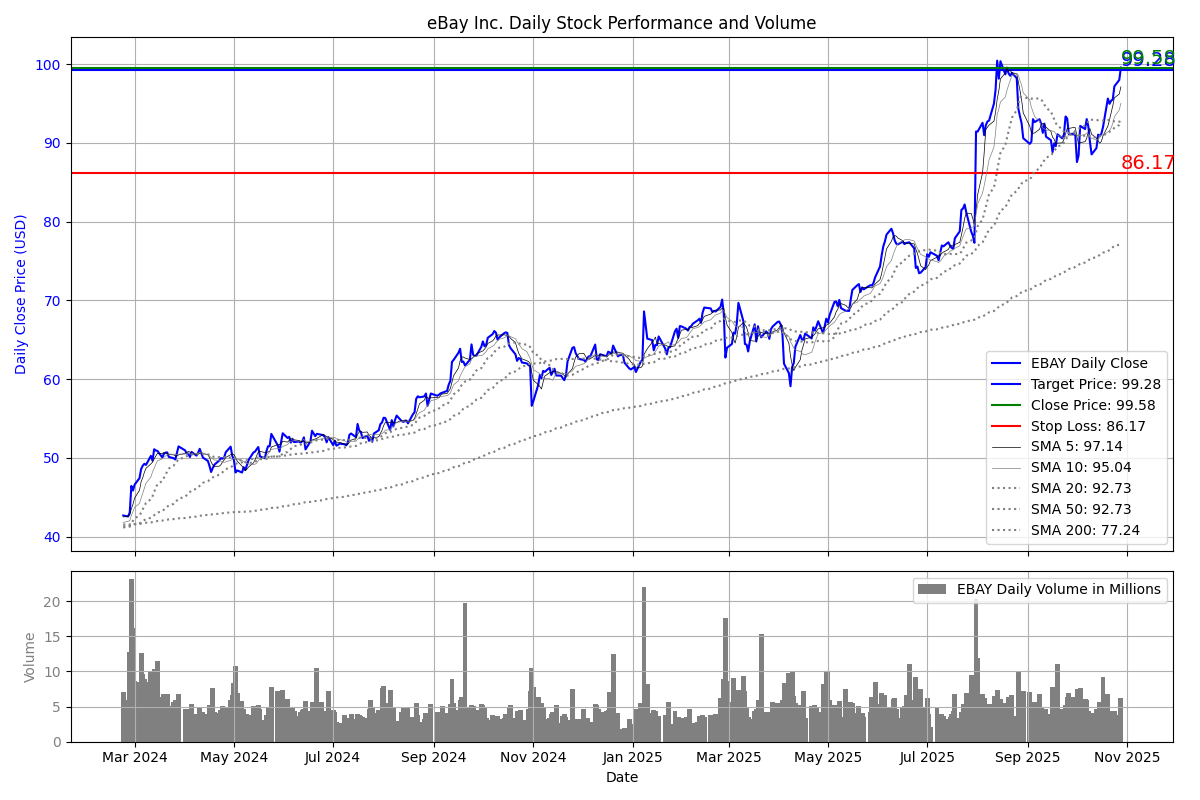 eBay Inc. Daily Stock Performance and Volume
99.58
99.28
100
90
86.17
80
70
60
50
40
Daily Close Price (USD)
EBAY Daily Close
Target Price: 99.28
Close Price: 99.58
Stop Loss: 86.17
SMA 5: 97.14
SMA 10: 95.04
SMA 20: 92.73
SMA 50: 92.73
SMA 200: 77.24
EBAY Daily Volume in Millions
20
15
10
5
0
Volume
Mar 2024 May 2024 Jul 2024 Sep 2024 Nov 2024 Jan 2025 Mar 2025 May 2025 Jul 2025 Sep 2025 Nov 2025
Date